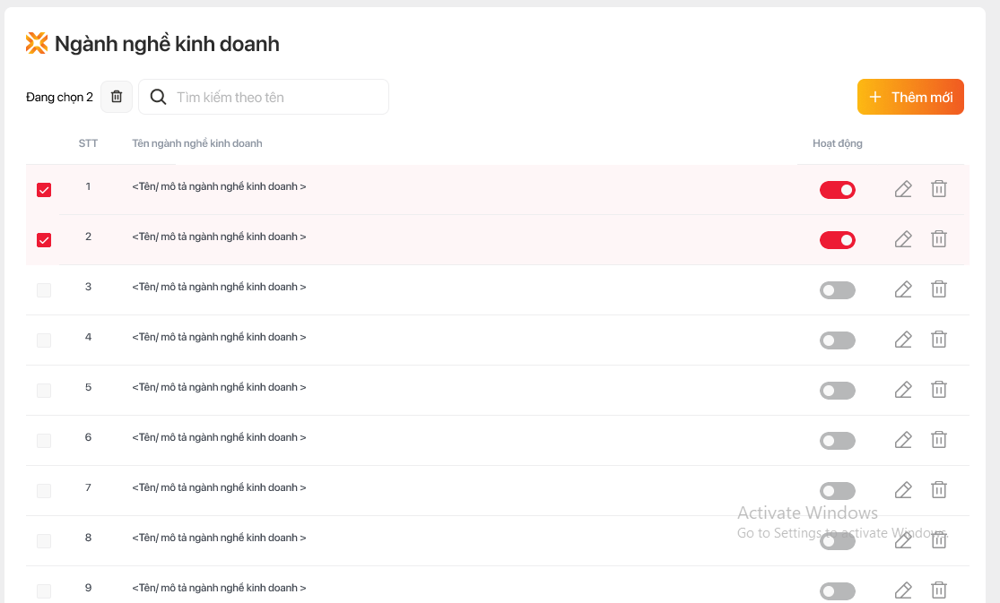 Ngành nghề kinh doanh
Đang chọn 2
Tìm kiếm theo tên
+ Thêm mới
STT Tên ngành nghề kinh doanh Hoạt động
1 <Tên/ mô tả ngành nghề kinh doanh >
2 <Tên/ mô tả ngành nghề kinh doanh >
3 <Tên/ mô tả ngành nghề kinh doanh >
4 <Tên/ mô tả ngành nghề kinh doanh >
5 <Tên/ mô tả ngành nghề kinh doanh >
6 <Tên/ mô tả ngành nghề kinh doanh >
7 <Tên/ mô tả ngành nghề kinh doanh >
Activate Windows
Go to Settings to activate Windows.
8 <Tên/ mô tả ngành nghề kinh doanh >
9 <Tên/ mô tả ngành nghề kinh doanh >